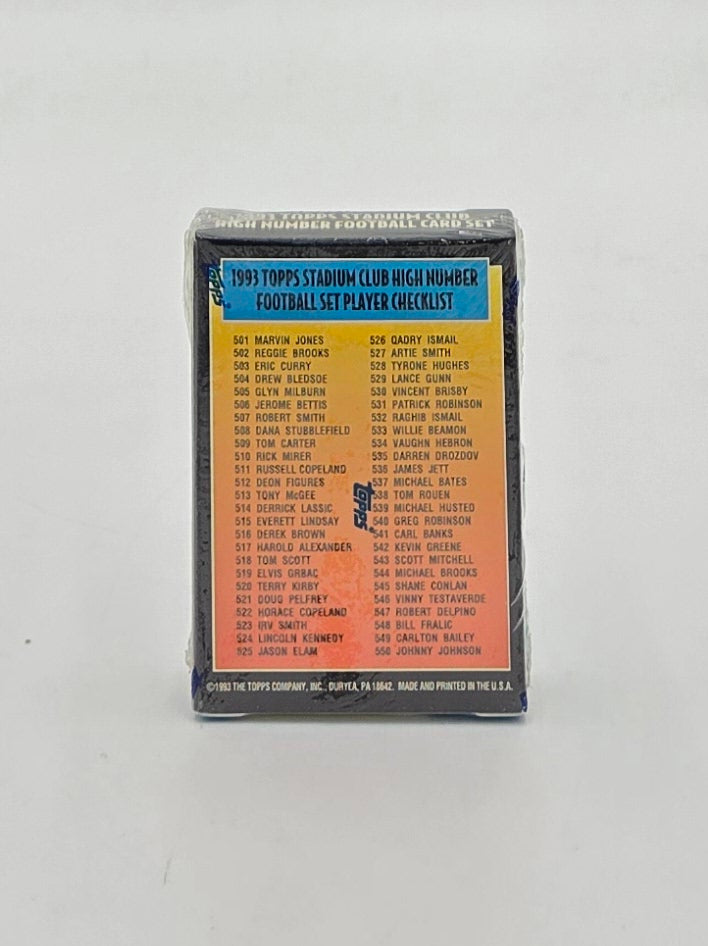 1993 TOPPS STADIUM CLUB
HIGH NUMBER FOOTBALL CARD SET
TOPPS
1993 TOPPS STADIUM CLUB HIGH NUMBER
FOOTBALL SET PLAYER CHECKLIST
501 MARVIN JONES
502 REGGIE BROOKS
503 ERIC CURRY
504 DREW BLEDSOE
505 GLYN MILBURN
506 JEROME BETTIS
507 ROBERT SMITH
508 DANA STUBBLEFIELD
509 TOM CARTER
510 RICK MIRER
511 RUSSELL COPELAND
512 DEON FIGURES
513 TONY McGEE
514 DERRICK LASSIC
515 EVERETT LINDSAY
516 DEREK BROWN
517 HAROLD ALEXANDER
518 TOM SCOTT
519 ELVIS GRBAC
520 TERRY KIRBY
521 DOUG PELFREY
522 HORACE COPELAND
523 IRV SMITH
524 LINCOLN KENNEDY
525 JASON ELAM
526 QADRY ISMAIL
527 ARTIE SMITH
528 TYRONE HUGHES
529 LANCE GUNN
530 VINCENT BRISBY
531 PATRICK ROBINSON
532 RAGHIB ISMAIL
533 WILLIE BEAMON
534 VAUGHN HEBRON
535 DARREN DROZDOV
536 JAMES JETT
537 MICHAEL BATES
538 TOM ROUEN
539 MICHAEL HUSTED
540 GREG ROBINSON
541 CARL BANKS
542 KEVIN GREENE
543 SCOTT MITCHELL
544 MICHAEL BROOKS
545 SHANE CONLAN
546 VINNY TESTAVERDE
547 ROBERT DELPINO
548 BILL FRALIC
549 CARLTON BAILEY
550 JOHNNY JOHNSON
TOPPS
©1993 THE TOPPS COMPANY, INC., DURYEA, PA 18642. MADE AND PRINTED IN THE U.S.A.